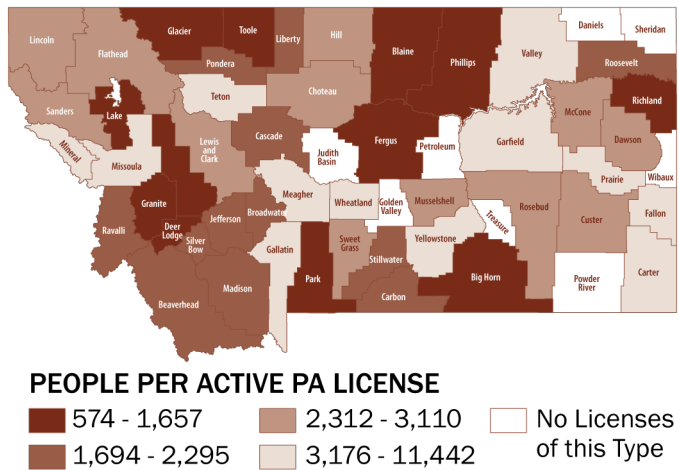 Lincoln
Flathead
Glacier
Toole
Liberty
Hill
Blaine
Phillips
Valley
Daniels
Sheridan
Roosevelt
Richland
Pondera
Teton
Choteau
Sanders
Lake
Mineral
Missoula
Lewis
and
Clark
Cascade
Judith
Basin
Fergus
Petroleum
Garfield
McCone
Dawson
Prairie
Wibaux
Granite
Deer
Lodge
Silver
Bow
Ravalli
Jefferson
Broadwater
Meagher
Wheatland
Golden
Valley
Musselshell
Treasure
Rosebud
Custer
Fallon
Gallatin
Park
Sweet
Grass
Stillwater
Yellowstone
Big Horn
Powder
River
Carter
Beaverhead
Madison
Carbon
PEOPLE PER ACTIVE PA LICENSE
574 - 1,657
1,694 - 2,295
2,312 - 3,110
3,176 - 11,442
No Licenses
of this Type